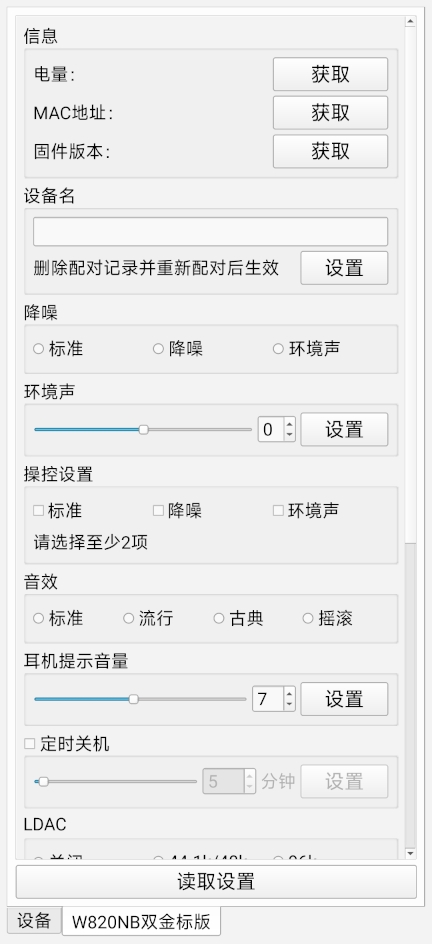 信息
电量: 获取
MAC地址: 获取
固件版本: 获取
设备名
删除配对记录并重新配对后生效 设置
降噪
标准 降噪 环境声
环境声
0 设置
操控设置
标准 降噪 环境声
请选择至少2项
音效
标准 流行 古典 摇滚
耳机提示音量
7 设置
定时关机
5 分钟 设置
LDAC
读取设置
设备 W820NB双金标版